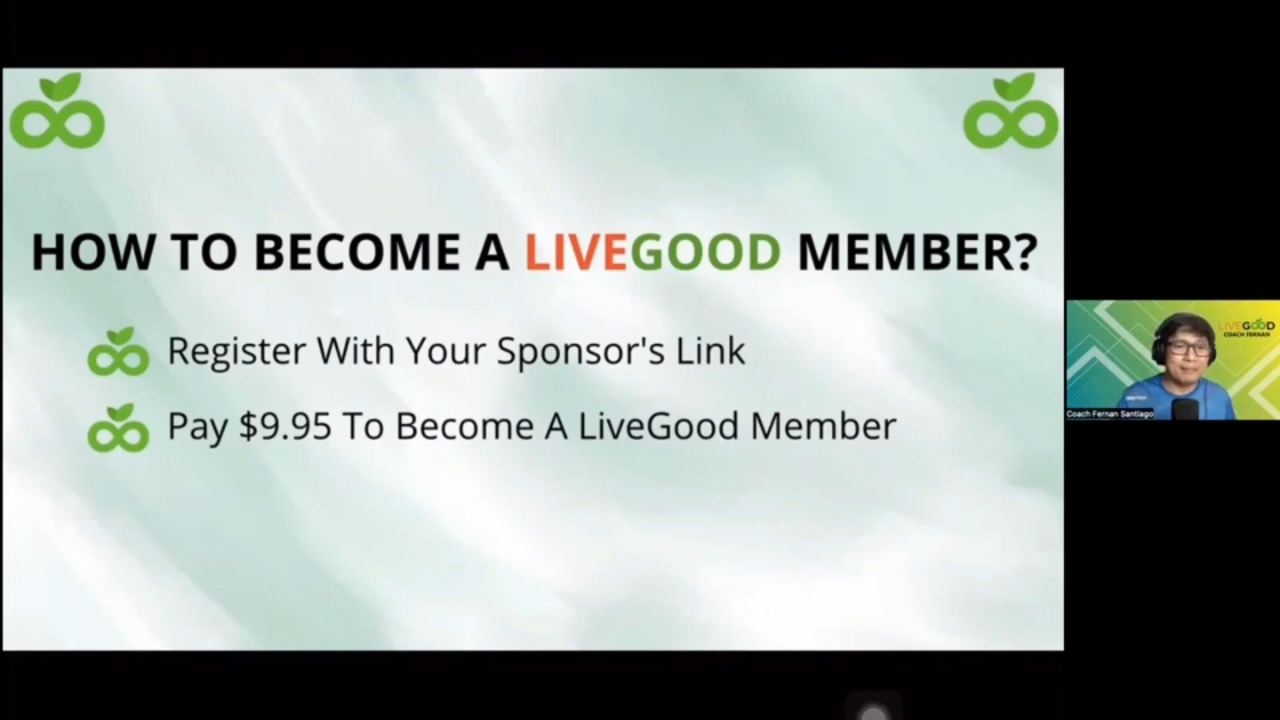 HOW TO BECOME A LIVEGOOD MEMBER?
Register With Your Sponsor's Link
Pay $9.95 To Become A LiveGood Member
LIVEGOOD
COACH FERNAN
Coach Fernan Santiago